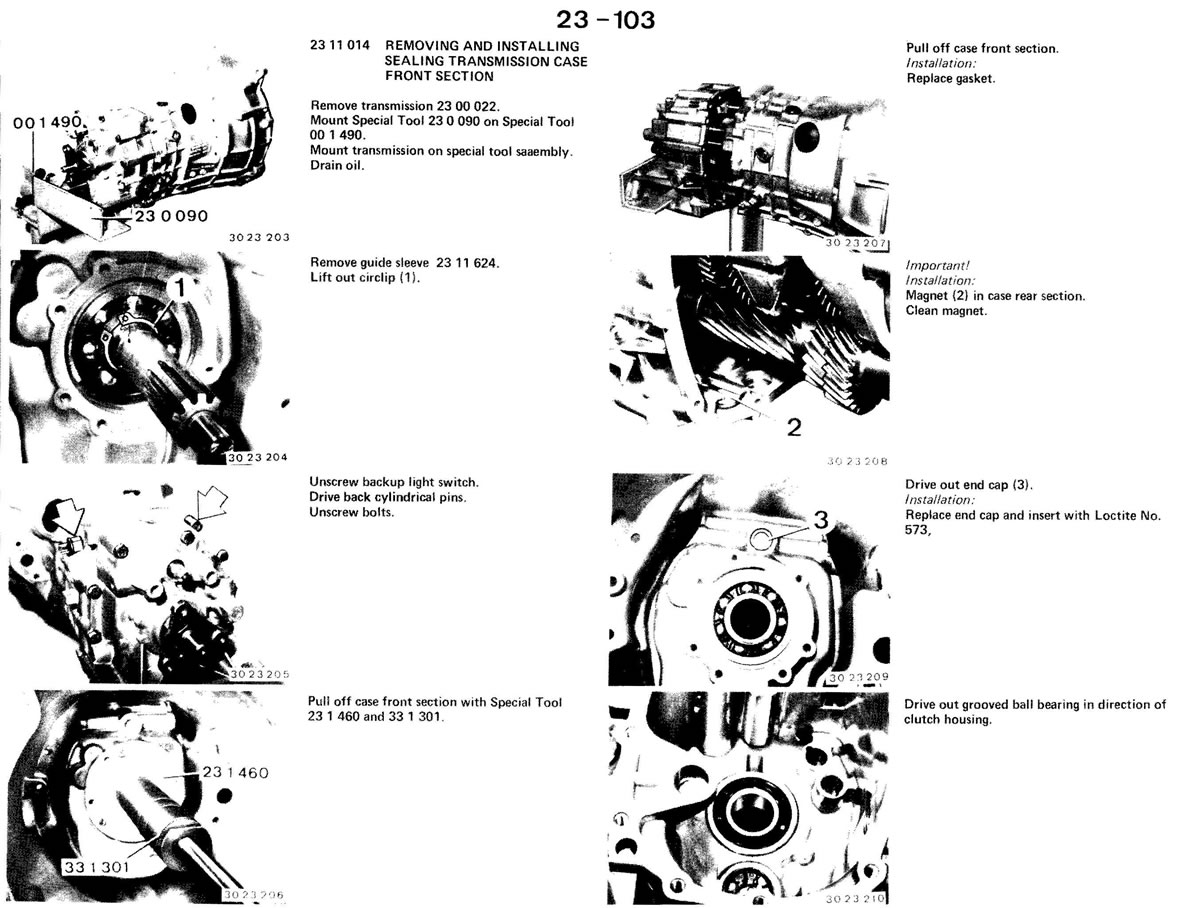 23 – 103
23 11 014 REMOVING AND INSTALLING
SEALING TRANSMISSION CASE
FRONT SECTION
Remove transmission 23 00 022.
Mount Special Tool 23 0 090 on Special Tool
00 1 490.
Mount transmission on special tool saaembly.
Drain oil.
00 1 490
23 0 090
30 23 203
Remove guide sleeve 23 11 624.
Lift out circlip (1).
1
30 23 204
Unscrew backup light switch.
Drive back cylindrical pins.
Unscrew bolts.
30 23 205
Pull off case front section with Special Tool
23 1 460 and 33 1 301.
23 1 460
33 1 301
30 23 206
Pull off case front section.
Installation:
Replace gasket.
30 23 207
Important!
Installation:
Magnet (2) in case rear section.
Clean magnet.
2
30 23 208
Drive out end cap (3).
Installation:
Replace end cap and insert with Loctite No.
573,
3
30 23 209
Drive out grooved ball bearing in direction of
clutch housing.
30 23 210